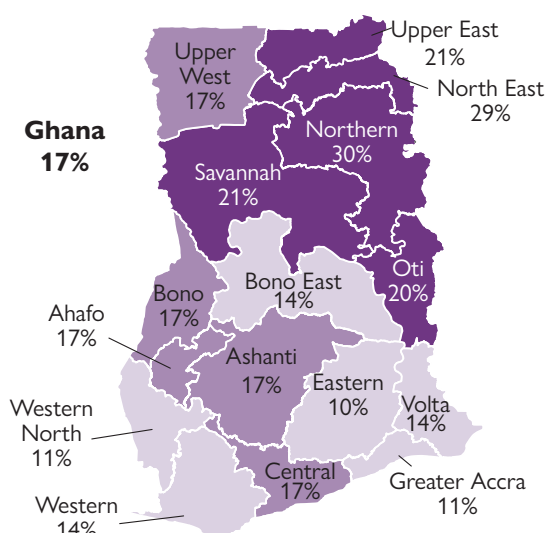 Upper East
21%
Upper
West
17%
North East
29%
Ghana
17%
Northern
30%
Savannah
21%
Oti
20%
Bono East
14%
Bono
17%
Ahafo
17%
Ashanti
17%
Eastern
10%
Volta
14%
Western
North
11%
Central
17%
Greater Accra
11%
Western
14%